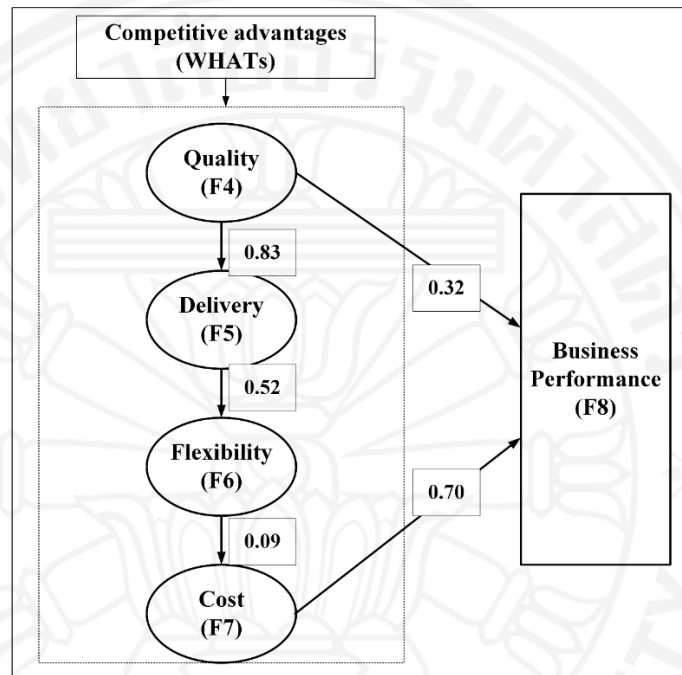 Competitive advantages
(WHATs)
Quality
(F4)
0.83
0.32
Delivery
(F5)
Business
Performance
(F8)
0.52
Flexibility
(F6)
0.70
0.09
Cost
(F7)